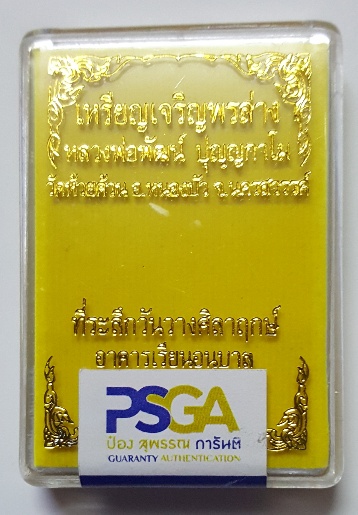 เหรียญเจริญพรล่าง
หลวงพ่อพัฒน์ ปุญญกาโม
วัดห้วยด้วน อ.หนองบัว จ.นครสวรรค์
ที่ระลึกวันวางศิลาฤกษ์
อาคารเรียนอนุบาล
PSGA
ป๋อง สุพรรณ การันตี
GUARANTY AUTHENTICATION